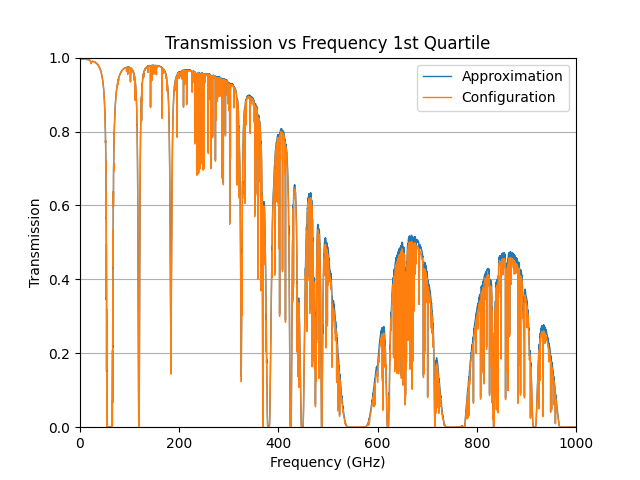 Transmission vs Frequency 1st Quartile
Approximation
Configuration
1.0
0.8
0.6
0.4
0.2
0.0
Transmission
0 200 400 600 800 1000
Frequency (GHz)